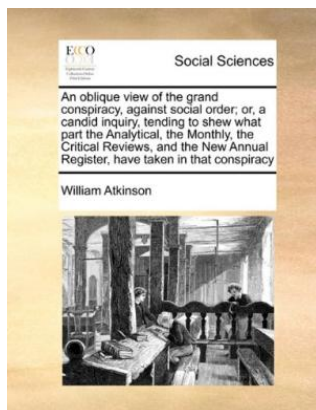 ECCO
Social Sciences
An oblique view of the grand
conspiracy, against social order; or, a
candid inquiry, tending to shew what
part the Analytical, the Monthly, the
Critical Reviews, and the New Annual
Register, have taken in that conspiracy
William Atkinson